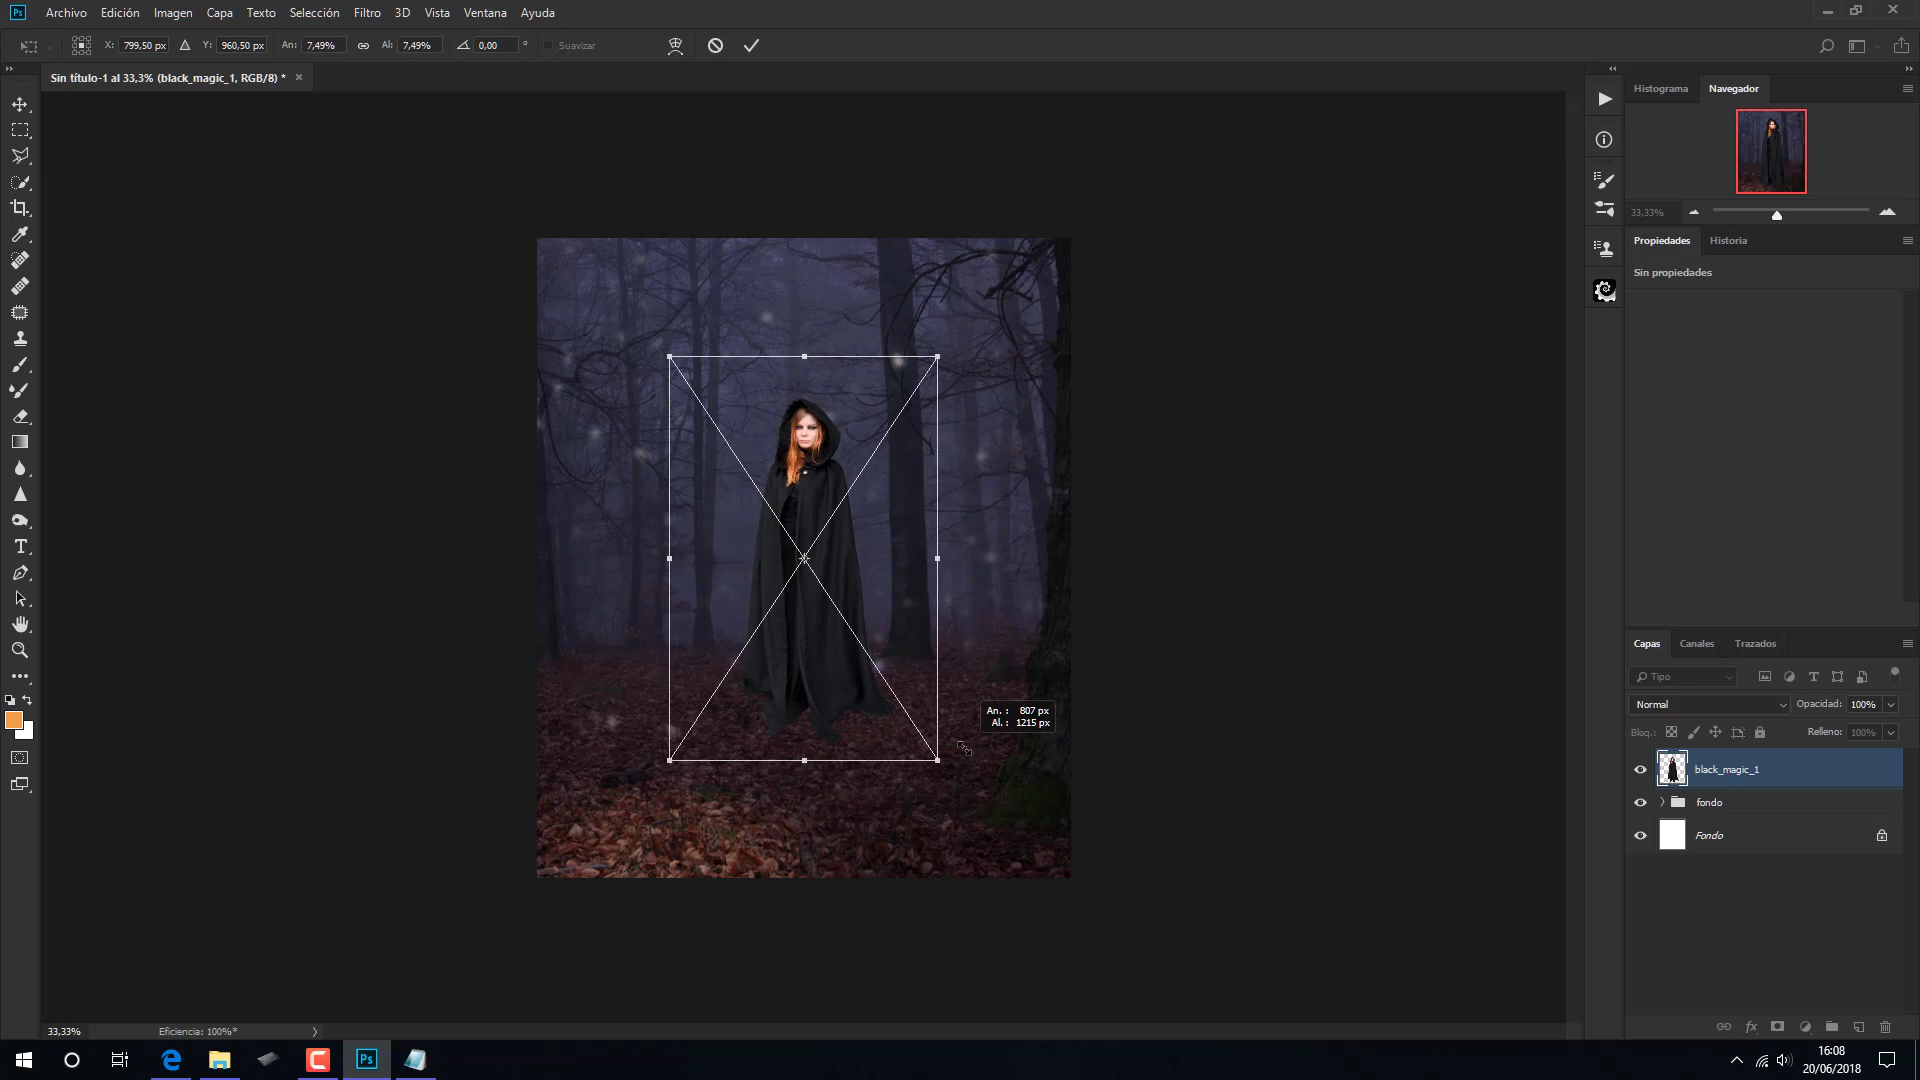 Ps Archivo Edición Imagen Capa Texto Selección Filtro 3D Vista Ventana Ayuda
X: 799,50 px Y: 960,50 px An: 7,49% Al: 7,49% 0,00 ° Suavizar
Sin título-1 al 33,3% (black_magic_1, RGB/8) * ×
Histograma Navegador
33,33%
Propiedades Historia
Sin propiedades
An. : 807 px
Al. : 1215 px
Capas Canales Trazados
Tipo
Normal Opacidad: 100%
Bloq.: Relleno: 100%
black_magic_1
fondo
Fondo
33,33% Eficiencia: 100%*
Ps
16:08
20/06/2018